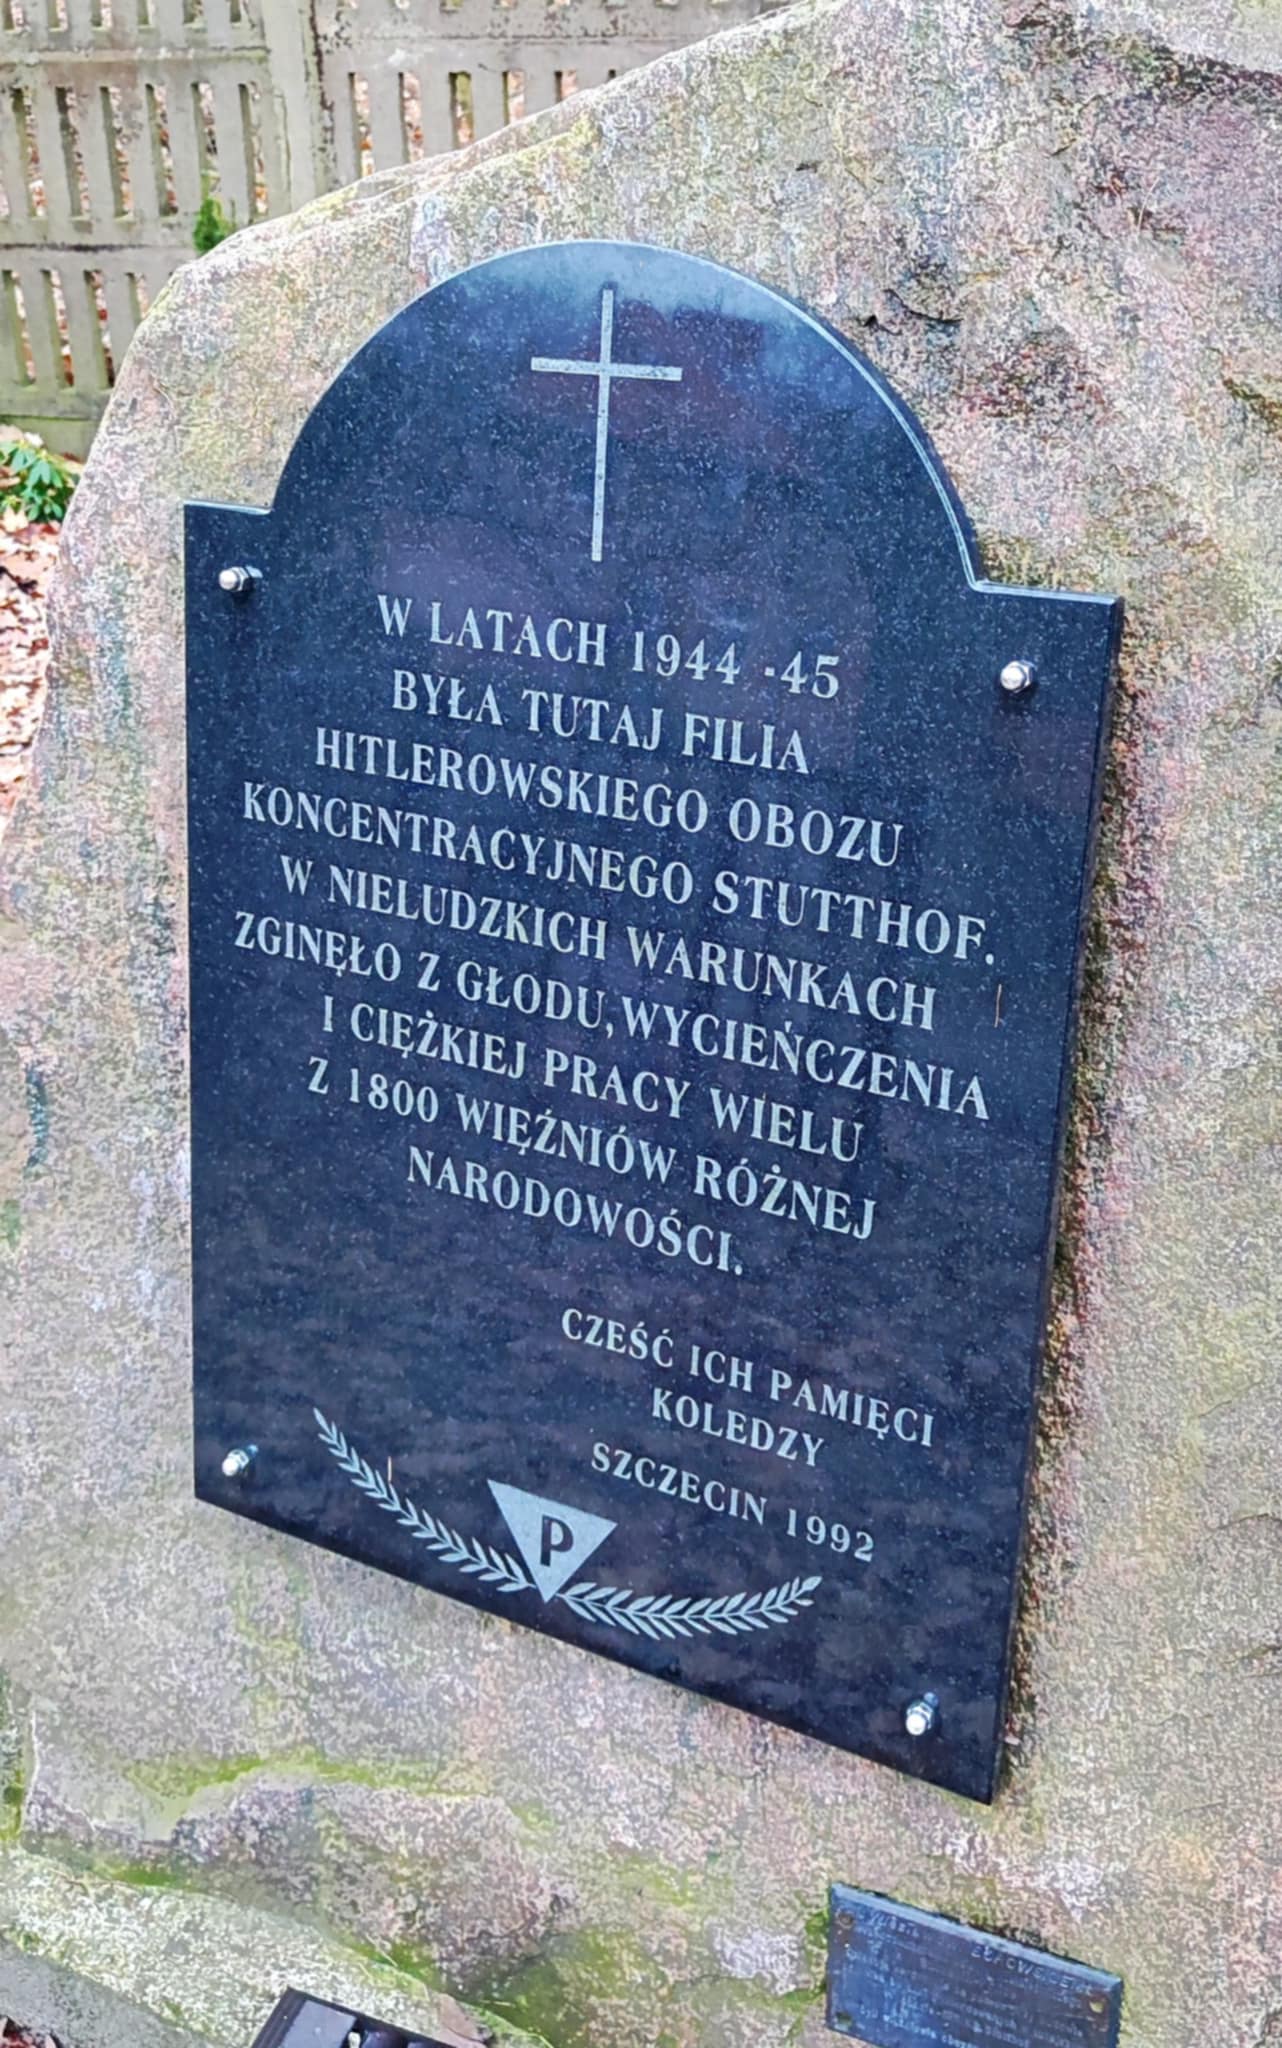 W LATACH 1944 -45
BYŁA TUTAJ FILIA
HITLEROWSKIEGO OBOZU
KONCENTRACYJNEGO STUTTHOF.
W NIELUDZKICH WARUNKACH
ZGINĘŁO Z GŁODU, WYCIEŃCZENIA
I CIĘŻKIEJ PRACY WIELU
Z 1800 WIĘŹNIÓW RÓŻNEJ
NARODOWOŚCI.
CZEŚĆ ICH PAMIĘCI
KOLEDZY
SZCZECIN 1992
P